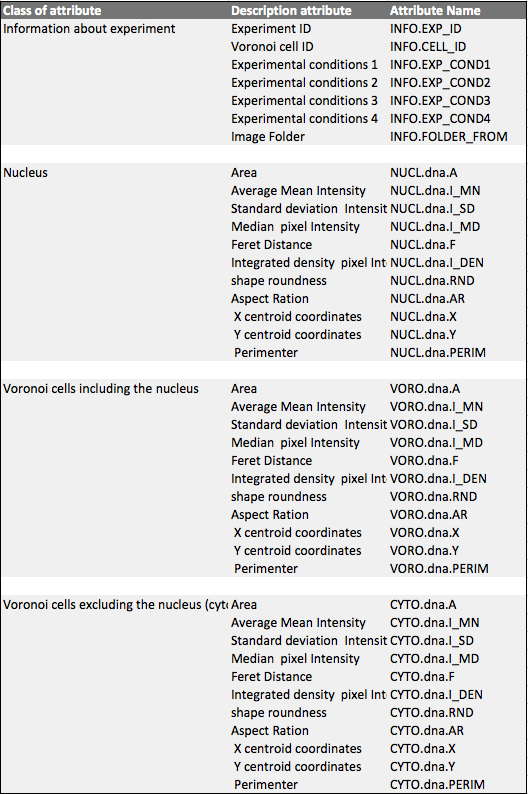 Class of attribute Description attribute Attribute Name
Information about experiment Experiment ID INFO.EXP_ID
Voronoi cell ID INFO.CELL_ID
Experimental conditions 1 INFO.EXP_COND1
Experimental conditions 2 INFO.EXP_COND2
Experimental conditions 3 INFO.EXP_COND3
Experimental conditions 4 INFO.EXP_COND4
Image Folder INFO.FOLDER_FROM
Nucleus Area NUCL.dna.A
Average Mean Intensity NUCL.dna.I_MN
Standard deviation Intensit NUCL.dna.I_SD
Median pixel Intensity NUCL.dna.I_MD
Feret Distance NUCL.dna.F
Integrated density pixel Int NUCL.dna.I_DEN
shape roundness NUCL.dna.RND
Aspect Ration NUCL.dna.AR
X centroid coordinates NUCL.dna.X
Y centroid coordinates NUCL.dna.Y
Perimenter NUCL.dna.PERIM
Voronoi cells including the nucleus Area VORO.dna.A
Average Mean Intensity VORO.dna.I_MN
Standard deviation Intensit VORO.dna.I_SD
Median pixel Intensity VORO.dna.I_MD
Feret Distance VORO.dna.F
Integrated density pixel Int VORO.dna.I_DEN
shape roundness VORO.dna.RND
Aspect Ration VORO.dna.AR
X centroid coordinates VORO.dna.X
Y centroid coordinates VORO.dna.Y
Perimenter VORO.dna.PERIM
Voronoi cells excluding the nucleus (cyt Area CYTO.dna.A
Average Mean Intensity CYTO.dna.I_MN
Standard deviation Intensit CYTO.dna.I_SD
Median pixel Intensity CYTO.dna.I_MD
Feret Distance CYTO.dna.F
Integrated density pixel Int CYTO.dna.I_DEN
shape roundness CYTO.dna.RND
Aspect Ration CYTO.dna.AR
X centroid coordinates CYTO.dna.X
Y centroid coordinates CYTO.dna.Y
Perimenter CYTO.dna.PERIM